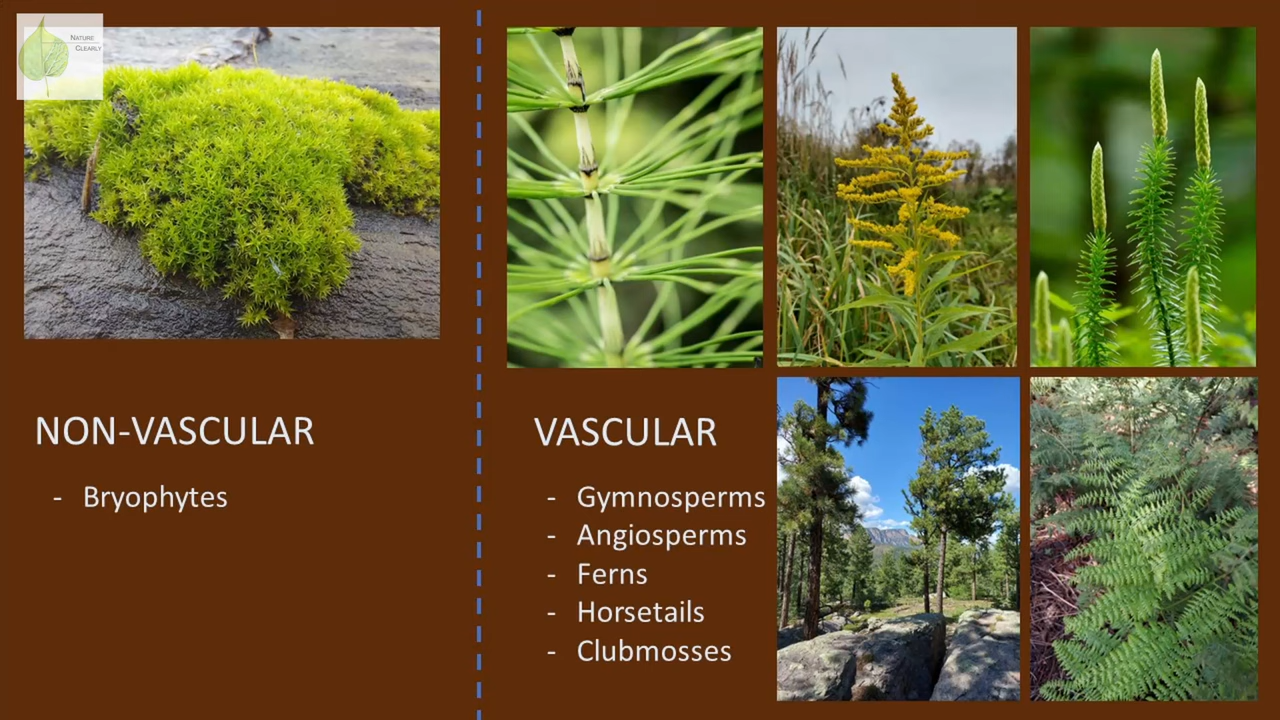 NATURE
CLEARLY
NON-VASCULAR
- Bryophytes
VASCULAR
- Gymnosperms
- Angiosperms
- Ferns
- Horsetails
- Clubmosses